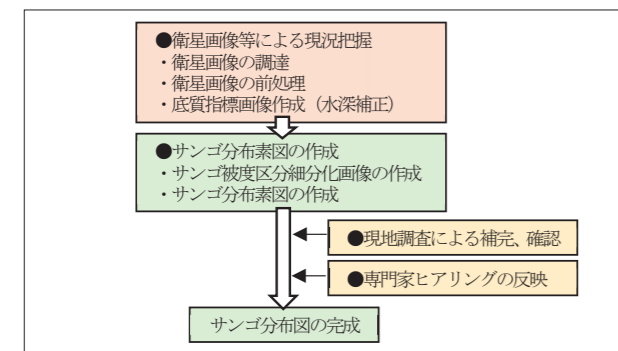 ●衛星画像等による現況把握
・衛星画像の調達
・衛星画像の前処理
・底質指標画像作成（水深補正）
●サンゴ分布素図の作成
・サンゴ被度区分細分化画像の作成
・サンゴ分布素図の作成
●現地調査による補完、確認
●専門家ヒアリングの反映
サンゴ分布図の完成